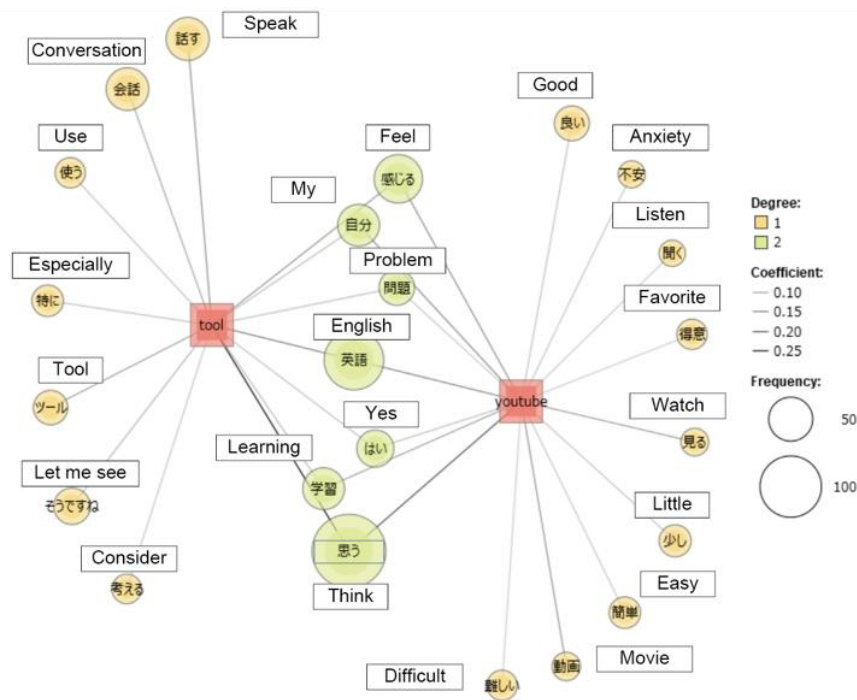 Speak
話す
Conversation
会話
Use
使う
Especially
特に
tool
Tool
ツール
Let me see
そうですね
Consider
考える
Feel
感じる
My
自分
Problem
問題
English
英語
Yes
はい
Learning
学習
思う
Think
Good
良い
Anxiety
不安
Listen
聞く
Favorite
得意
youtube
Watch
見る
Little
少し
Easy
簡単
Movie
動画
Difficult
難しい
Degree:
1
2
Coefficient:
0.10
0.15
0.20
0.25
Frequency:
50
100